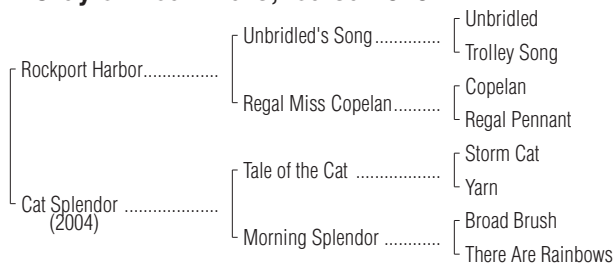 Unbridled
Unbridled's Song..............
Trolley Song
Rockport Harbor................
Copelan
Regal Miss Copelan..........
Regal Pennant
Storm Cat
Tale of the Cat ..................
Yarn
Cat Splendor ....................
(2004)
Broad Brush
Morning Splendor ............
There Are Rainbows